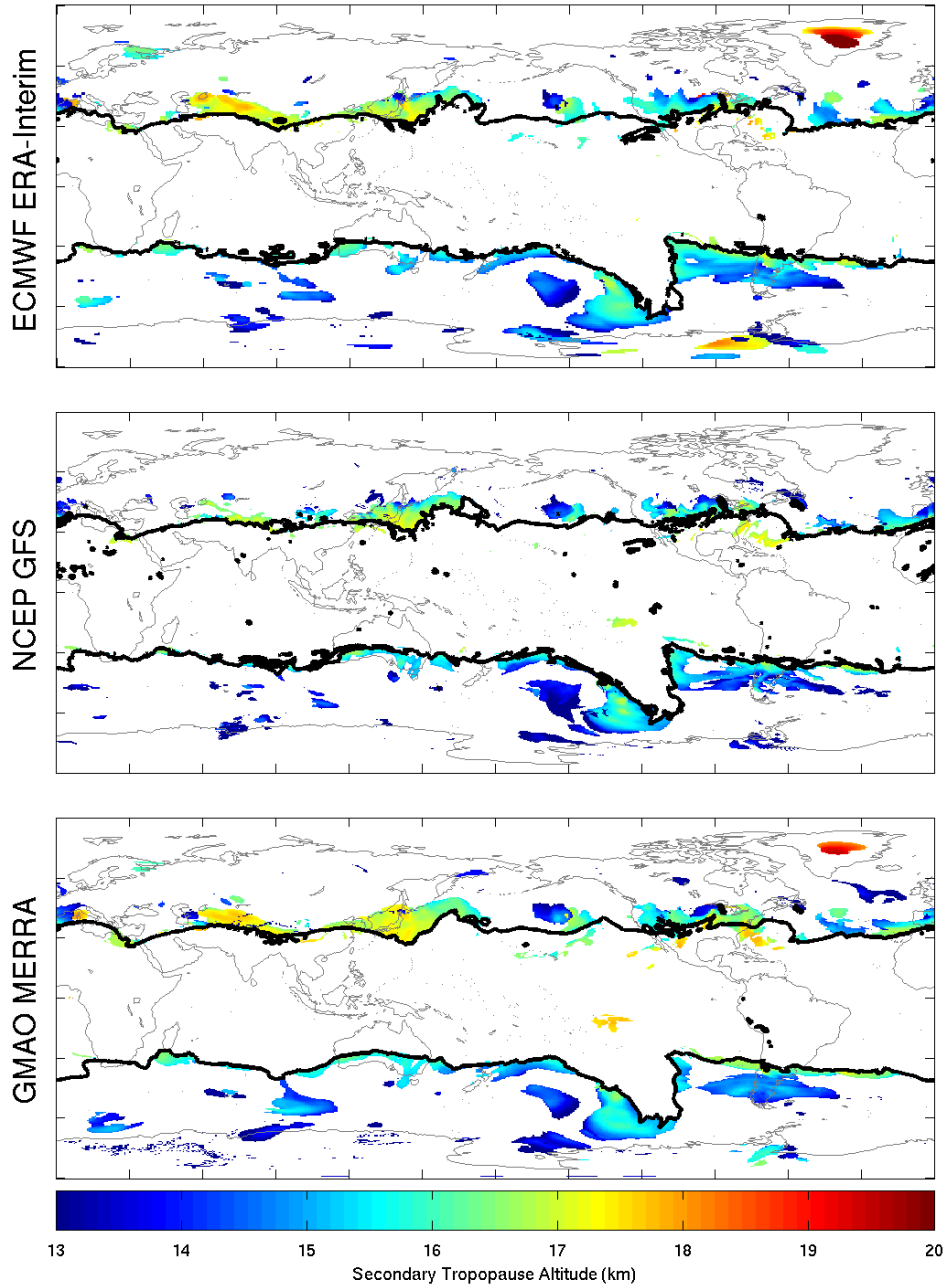 ECMWF ERA-Interim
NCEP GFS
GMAO MERRA
13 14 15 16 17 18 19 20
Secondary Tropopause Altitude (km)